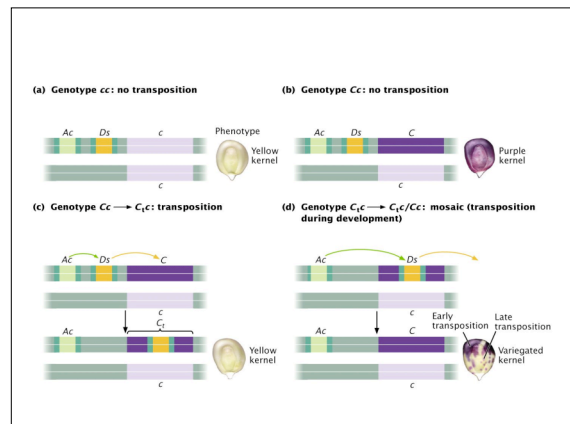 (a) Genotype cc: no transposition
Ac
Ds
c
Phenotype
Yellow
kernel
c
(b) Genotype Cc: no transposition
Ac
Ds
C
Purple
kernel
c
(c) Genotype Cc → Cₜc: transposition
Ac
Ds
C
c
Ac
Cₜ
Yellow
kernel
c
(d) Genotype Cₜc → Cₜc/Cc: mosaic (transposition
during development)
Ac
Ds
c
Ac
C
Early
transposition
Late
transposition
Variegated
kernel
c